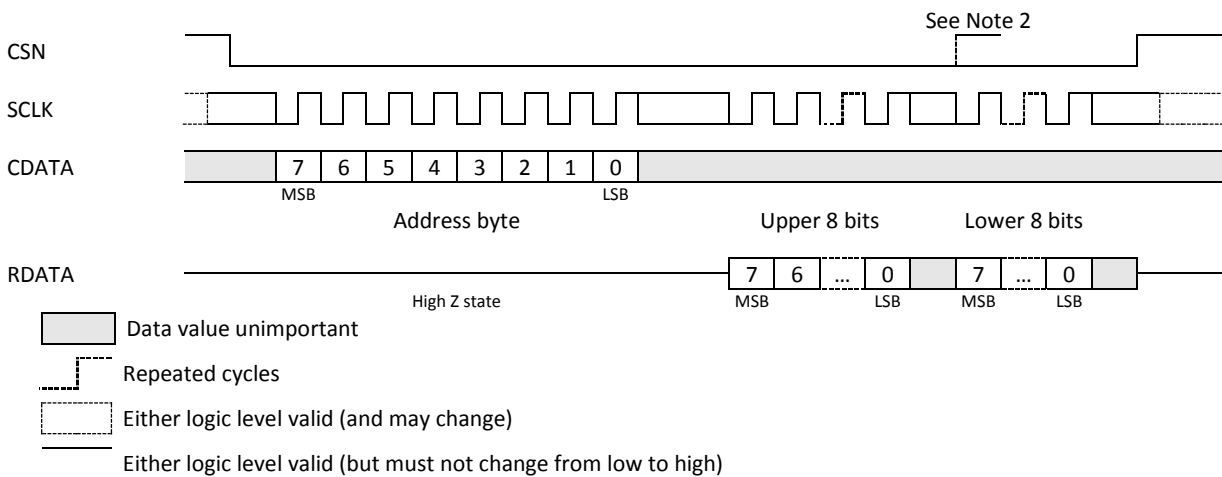 See Note 2
CSN
SCLK
CDATA 7 6 5 4 3 2 1 0
MSB LSB
Address byte Upper 8 bits Lower 8 bits
RDATA 7 6 ... 0 7 ... 0
High Z state MSB LSB MSB LSB
Data value unimportant
Repeated cycles
Either logic level valid (and may change)
Either logic level valid (but must not change from low to high)